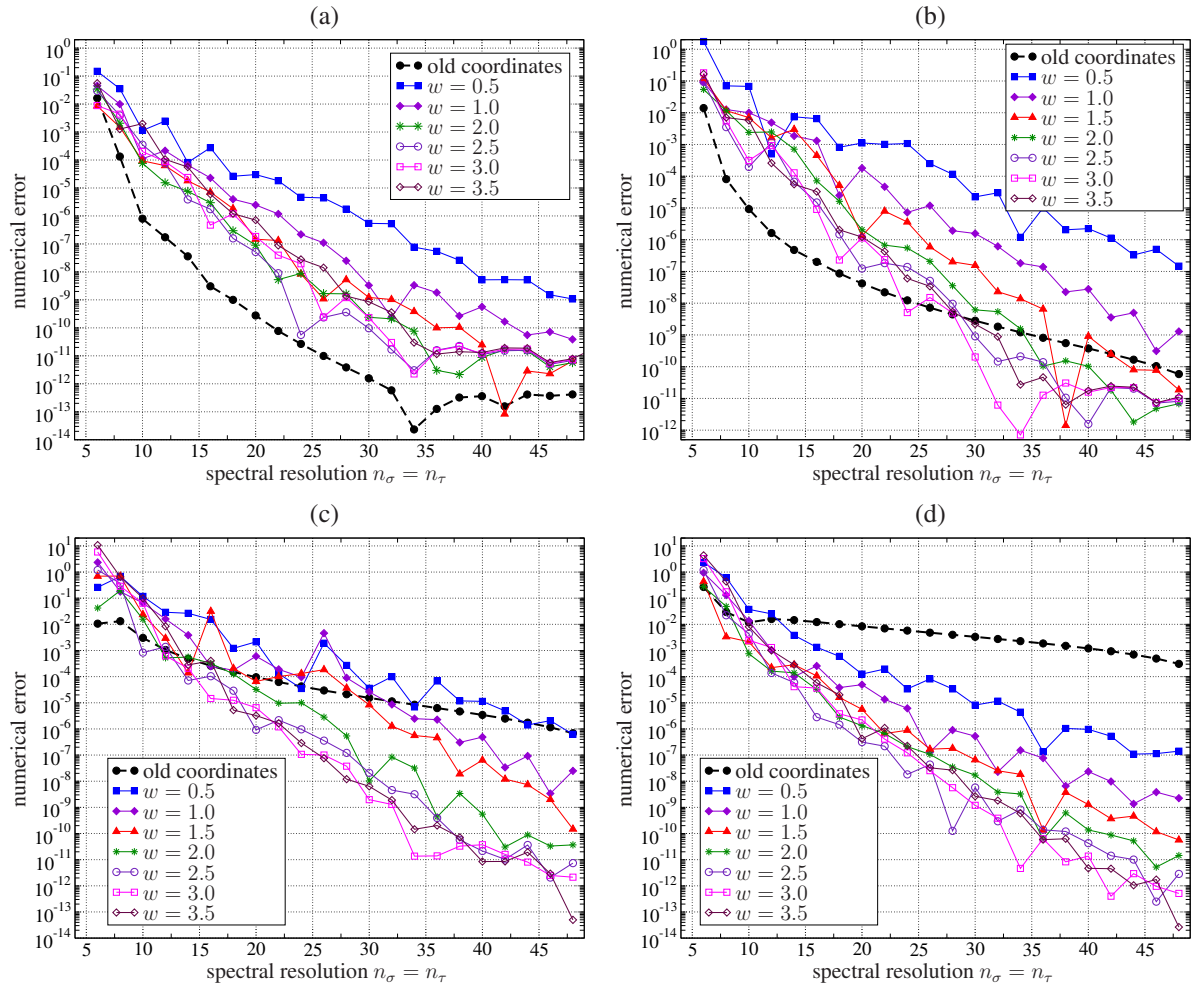 (a)
numerical error
10^0
10^-1
10^-2
10^-3
10^-4
10^-5
10^-6
10^-7
10^-8
10^-9
10^-10
10^-11
10^-12
10^-13
10^-14
old coordinates
w = 0.5
w = 1.0
w = 2.0
w = 2.5
w = 3.0
w = 3.5
5 10 15 20 25 30 35 40 45
spectral resolution n_σ = n_τ
(b)
numerical error
10^0
10^-1
10^-2
10^-3
10^-4
10^-5
10^-6
10^-7
10^-8
10^-9
10^-10
10^-11
10^-12
old coordinates
w = 0.5
w = 1.0
w = 1.5
w = 2.0
w = 2.5
w = 3.0
w = 3.5
5 10 15 20 25 30 35 40 45
spectral resolution n_σ = n_τ
(c)
numerical error
10^1
10^0
10^-1
10^-2
10^-3
10^-4
10^-5
10^-6
10^-7
10^-8
10^-9
10^-10
10^-11
10^-12
10^-13
10^-14
old coordinates
w = 0.5
w = 1.0
w = 1.5
w = 2.0
w = 2.5
w = 3.0
w = 3.5
5 10 15 20 25 30 35 40 45
spectral resolution n_σ = n_τ
(d)
numerical error
10^1
10^0
10^-1
10^-2
10^-3
10^-4
10^-5
10^-6
10^-7
10^-8
10^-9
10^-10
10^-11
10^-12
10^-13
10^-14
old coordinates
w = 0.5
w = 1.0
w = 1.5
w = 2.0
w = 2.5
w = 3.0
w = 3.5
5 10 15 20 25 30 35 40 45
spectral resolution n_σ = n_τ